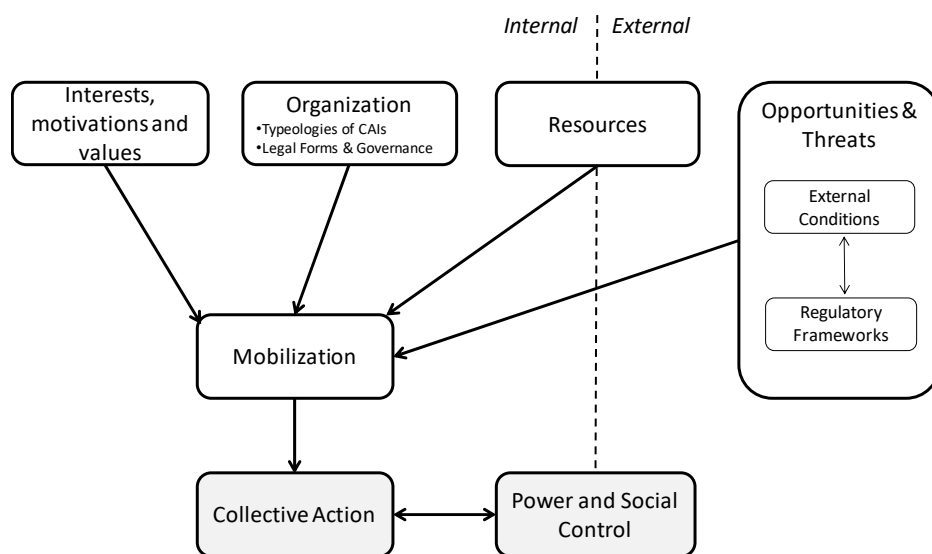 Internal
External
Interests,
motivations and
values
Organization
•Typeologies of CAIs
•Legal Forms & Governance
Resources
Opportunities &
Threats
External
Conditions
Regulatory
Frameworks
Mobilization
Collective Action
Power and Social
Control